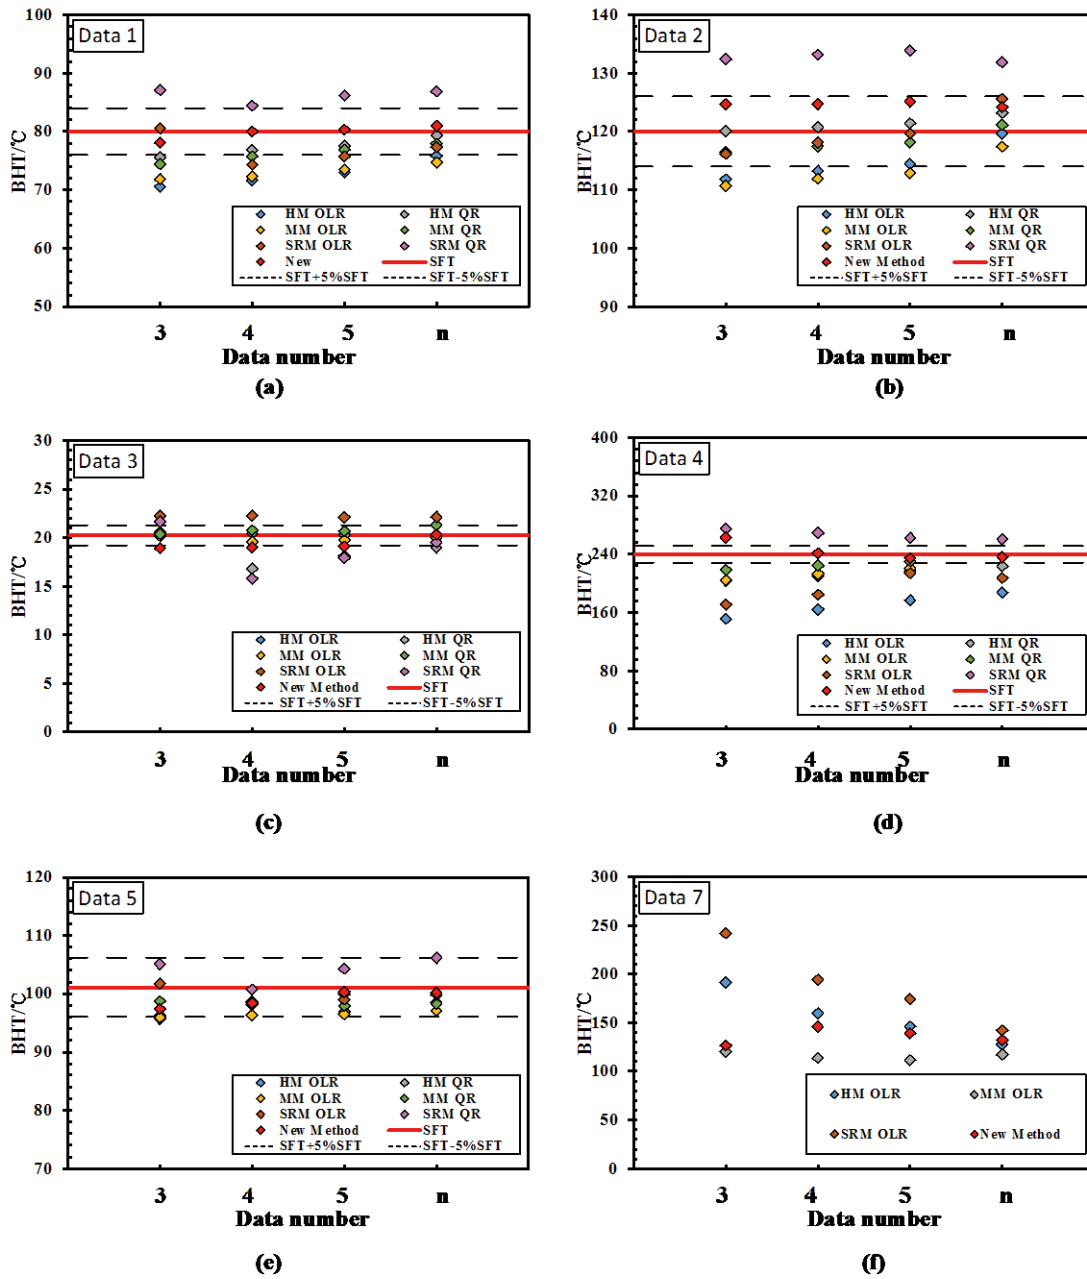 Data 1
BHT/℃
100
90
80
70
60
50
HM OLR HM QR
MM OLR MM QR
SRM OLR SRM QR
New SFT
SFT+5%SFT SFT-5%SFT
3 4 5 n
Data number
(a)
Data 2
BHT/℃
140
130
120
110
100
90
HM OLR HM QR
MM OLR MM QR
SRM OLR SRM QR
New Method SFT
SFT+5%SFT SFT-5%SFT
3 4 5 n
Data number
(b)
Data 3
BHT/℃
30
25
20
15
10
5
0
HM OLR HM QR
MM OLR MM QR
SRM OLR SRM QR
New Method SFT
SFT+5%SFT SFT-5%SFT
3 4 5 n
Data number
(c)
Data 4
BHT/℃
400
320
240
160
80
0
HM OLR HM QR
MM OLR MM QR
SRM OLR SRM QR
New Method SFT
SFT+5%SFT SFT-5%SFT
3 4 5 n
Data number
(d)
Data 5
BHT/℃
120
110
100
90
80
70
HM OLR HM QR
MM OLR MM QR
SRM OLR SRM QR
New Method SFT
SFT+5%SFT SFT-5%SFT
3 4 5 n
Data number
(e)
Data 7
BHT/℃
300
250
200
150
100
50
0
HM OLR MM OLR
SRM OLR New Method
3 4 5 n
Data number
(f)